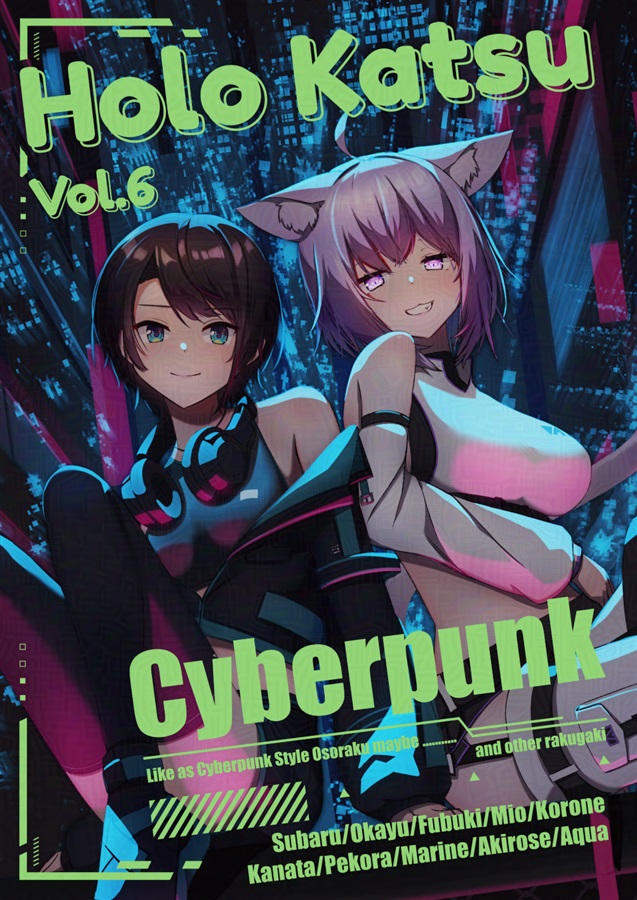 Holo Katsu
Vol.6
Cyberpunk
Like as Cyberpunk Style Osoraku maybe ........... and other rakugaki
Subaru/Okayu/Fubuki/Mio/Korone
Kanata/Pekora/Marine/Akirose/Aqua